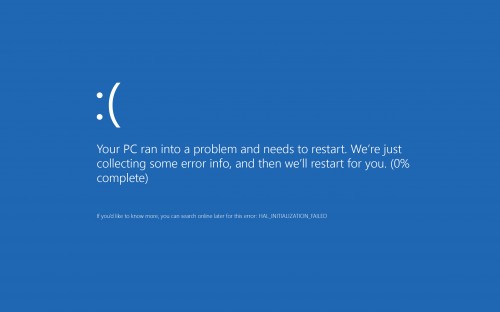 :(
Your PC ran into a problem and needs to restart. We're just
collecting some error info, and then we'll restart for you. (0%
complete)
If you'd like to know more, you can search online later for this error: HAL_INITIALIZATION_FAILED